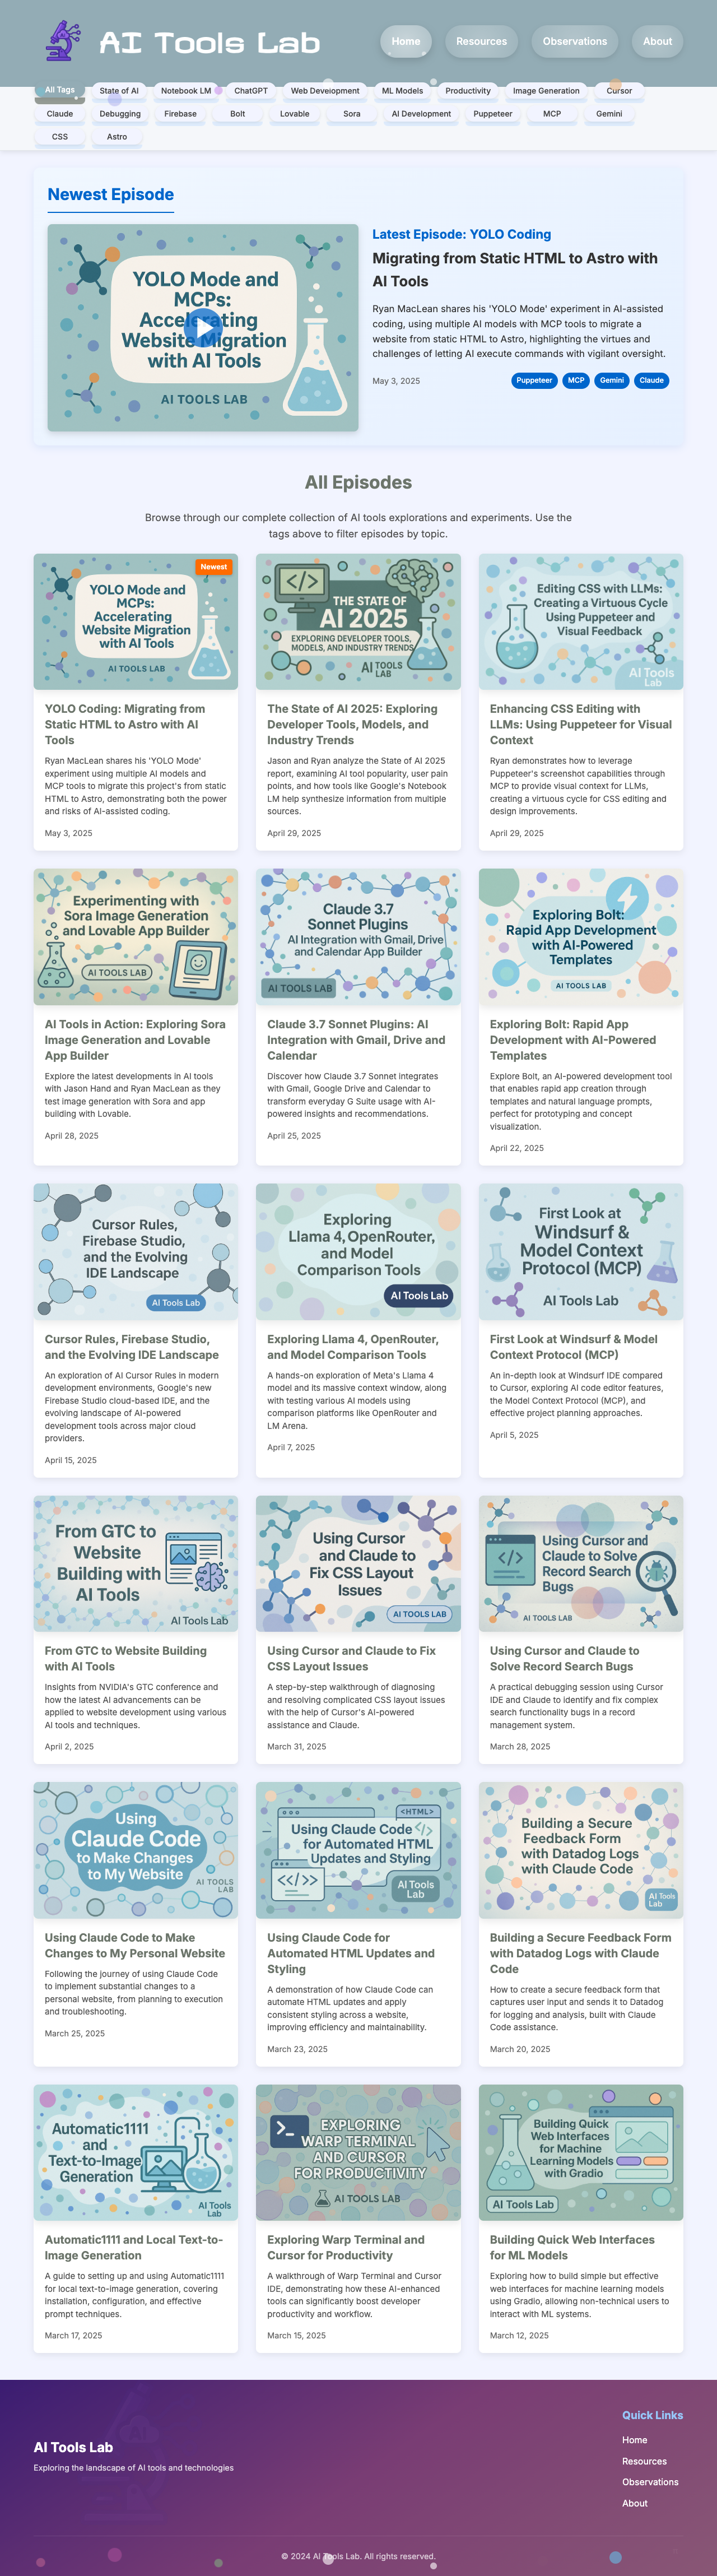 AI Tools Lab
Home
Resources
Observations
About
All Tags
State of AI
Notebook LM
ChatGPT
Web Development
ML Models
Productivity
Image Generation
Cursor
Claude
Debugging
Firebase
Bolt
Lovable
Sora
AI Development
Puppeteer
MCP
Gemini
CSS
Astro
Newest Episode
YOLO Mode and
MCPs:
Accelerating
Website Migration
with AI Tools
AI TOOLS LAB
Latest Episode: YOLO Coding
Migrating from Static HTML to Astro with
AI Tools
Ryan MacLean shares his 'YOLO Mode' experiment in AI-assisted
coding, using multiple AI models with MCP tools to migrate a
website from static HTML to Astro, highlighting the virtues and
challenges of letting AI execute commands with vigilant oversight.
May 3, 2025
Puppeteer
MCP
Gemini
Claude
All Episodes
Browse through our complete collection of AI tools explorations and experiments. Use the
tags above to filter episodes by topic.
YOLO Mode and
MCPs:
Accelerating
Website Migration
with AI Tools
AI TOOLS LAB
Newest
YOLO Coding: Migrating from
Static HTML to Astro with AI
Tools
Ryan MacLean shares his 'YOLO Mode'
experiment using multiple AI models and
MCP tools to migrate this project's from static
HTML to Astro, demonstrating both the power
and risks of AI-assisted coding.
May 3, 2025
</>
THE STATE OF
AI 2025
EXPLORING DEVELOPER TOOLS,
MODELS, AND INDUSTRY TRENDS
AI TOOLS
LAB
The State of AI 2025: Exploring
Developer Tools, Models, and
Industry Trends
Jason and Ryan analyze the State of AI 2025
report, examining AI tool popularity, user pain
points, and how tools like Google's Notebook
LM help synthesize information from multiple
sources.
April 29, 2025
Editing CSS with LLMs:
Creating a Virtuous Cycle
Using Puppeteer and
Visual Feedback
AI Tools
Lab
Enhancing CSS Editing with
LLMs: Using Puppeteer for Visual
Context
Ryan demonstrates how to leverage
Puppeteer's screenshot capabilities through
MCP to provide visual context for LLMs,
creating a virtuous cycle for CSS editing and
design improvements.
April 29, 2025
Experimenting with
Sora Image Generation
and Lovable App Builder
AI TOOLS LAB
AI Tools in Action: Exploring Sora
Image Generation and Lovable
App Builder
Explore the latest developments in AI tools
with Jason Hand and Ryan MacLean as they
test image generation with Sora and app
building with Lovable.
April 28, 2025
Claude 3.7
Sonnet Plugins
AI Integration with Gmail, Drive
and Calendar App Builder
AI TOOLS LAB
Claude 3.7 Sonnet Plugins: AI
Integration with Gmail, Drive and
Calendar
Discover how Claude 3.7 Sonnet integrates
with Gmail, Google Drive and Calendar to
transform everyday G Suite usage with AI-
powered insights and recommendations.
April 25, 2025
Exploring Bolt:
Rapid App Development
with AI-Powered
Templates
AI TOOLS LAB
Exploring Bolt: Rapid App
Development with AI-Powered
Templates
Explore Bolt, an AI-powered development tool
that enables rapid app creation through
templates and natural language prompts,
perfect for prototyping and concept
visualization.
April 22, 2025
Cursor Rules,
Firebase Studio,
and the Evolving
IDE Landscape
AI Tools Lab
Cursor Rules, Firebase Studio,
and the Evolving IDE Landscape
An exploration of AI Cursor Rules in modern
development environments, Google's new
Firebase Studio cloud-based IDE, and the
evolving landscape of AI-powered
development tools across major cloud
providers.
April 15, 2025
Exploring
Llama 4, OpenRouter,
and Model
Comparison Tools
AI Tools Lab
Exploring Llama 4, OpenRouter,
and Model Comparison Tools
A hands-on exploration of Meta's Llama 4
model and its massive context window, along
with testing various AI models using
comparison platforms like OpenRouter and
LM Arena.
April 7, 2025
First Look at
Windsurf &
Model Context
Protocol (MCP)
AI Tools Lab
First Look at Windsurf & Model
Context Protocol (MCP)
An in-depth look at Windsurf IDE compared
to Cursor, exploring AI code editor features,
the Model Context Protocol (MCP), and
effective project planning approaches.
April 5, 2025
From GTC to
Website
Building with
AI Tools
AI Tools Lab
From GTC to Website Building
with AI Tools
Insights from NVIDIA's GTC conference and
how the latest AI advancements can be
applied to website development using various
AI tools and techniques.
April 2, 2025
Using Cursor
and Claude to
Fix CSS Layout
Issues
AI TOOLS LAB
Using Cursor and Claude to Fix
CSS Layout Issues
A step-by-step walkthrough of diagnosing
and resolving complicated CSS layout issues
with the help of Cursor's AI-powered
assistance and Claude.
March 31, 2025
</>
Using Cursor and
Claude to Solve
Record Search
Bugs
AI TOOLS LAB
Using Cursor and Claude to
Solve Record Search Bugs
A practical debugging session using Cursor
IDE and Claude to identify and fix complex
search functionality bugs in a record
management system.
March 28, 2025
Using
Claude Code
to Make Changes
to My Website
AI TOOLS
LAB
Using Claude Code to Make
Changes to My Personal Website
Following the journey of using Claude Code
to implement substantial changes to a
personal website, from planning to execution
and troubleshooting.
March 25, 2025
<HTML>
Using Claude Code
for Automated HTML
Updates and Styling
</>
<</>>
AI Tools
Lab
Using Claude Code for
Automated HTML Updates and
Styling
A demonstration of how Claude Code can
automate HTML updates and apply
consistent styling across a website,
improving efficiency and maintainability.
March 23, 2025
Building a Secure
Feedback Form
with Datadog Logs
with Claude Code
AI Tools
Lab
Building a Secure Feedback Form
with Datadog Logs with Claude
Code
How to create a secure feedback form that
captures user input and sends it to Datadog
for logging and analysis, built with Claude
Code assistance.
March 20, 2025
Automatic1111
and
Text-to-Image
Generation
AI Tools
Lab
Automatic1111 and Local Text-to-
Image Generation
A guide to setting up and using Automatic1111
for local text-to-image generation, covering
installation, configuration, and effective
prompt techniques.
March 17, 2025
EXPLORING
WARP TERMINAL
AND CURSOR
FOR PRODUCTIVITY
AI TOOLS LAB
Exploring Warp Terminal and
Cursor for Productivity
A walkthrough of Warp Terminal and Cursor
IDE, demonstrating how these AI-enhanced
tools can significantly boost developer
productivity and workflow.
March 15, 2025
Building Quick
Web Interfaces
for Machine
Learning Models
with Gradio
AI Tools Lab
Building Quick Web Interfaces
for ML Models
Exploring how to build simple but effective
web interfaces for machine learning models
using Gradio, allowing non-technical users to
interact with ML systems.
March 12, 2025
AI Tools Lab
Exploring the landscape of AI tools and technologies
Quick Links
Home
Resources
Observations
About
© 2024 AI Tools Lab. All rights reserved.